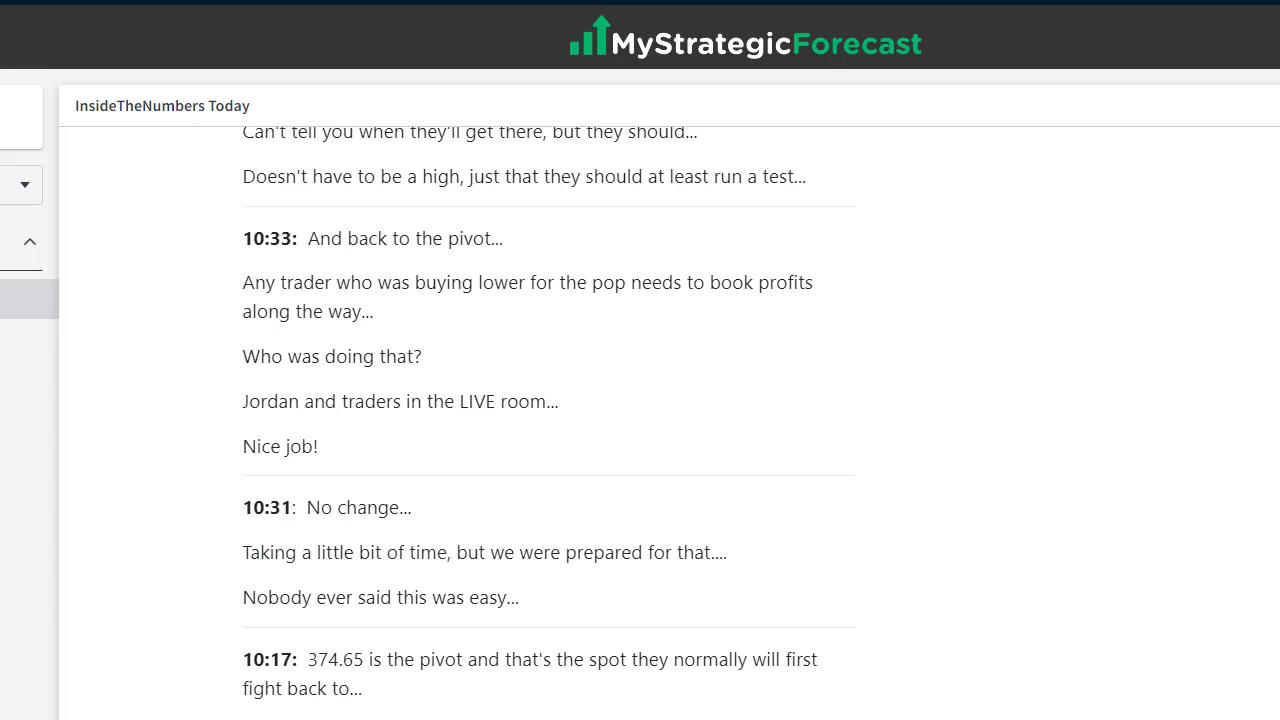 MyStrategicForecast
InsideTheNumbers Today
Can't tell you when they'll get there, but they should...
Doesn't have to be a high, just that they should at least run a test...
10:33: And back to the pivot...
Any trader who was buying lower for the pop needs to book profits
along the way...
Who was doing that?
Jordan and traders in the LIVE room...
Nice job!
10:31: No change...
Taking a little bit of time, but we were prepared for that....
Nobody ever said this was easy...
10:17: 374.65 is the pivot and that's the spot they normally will first
fight back to...